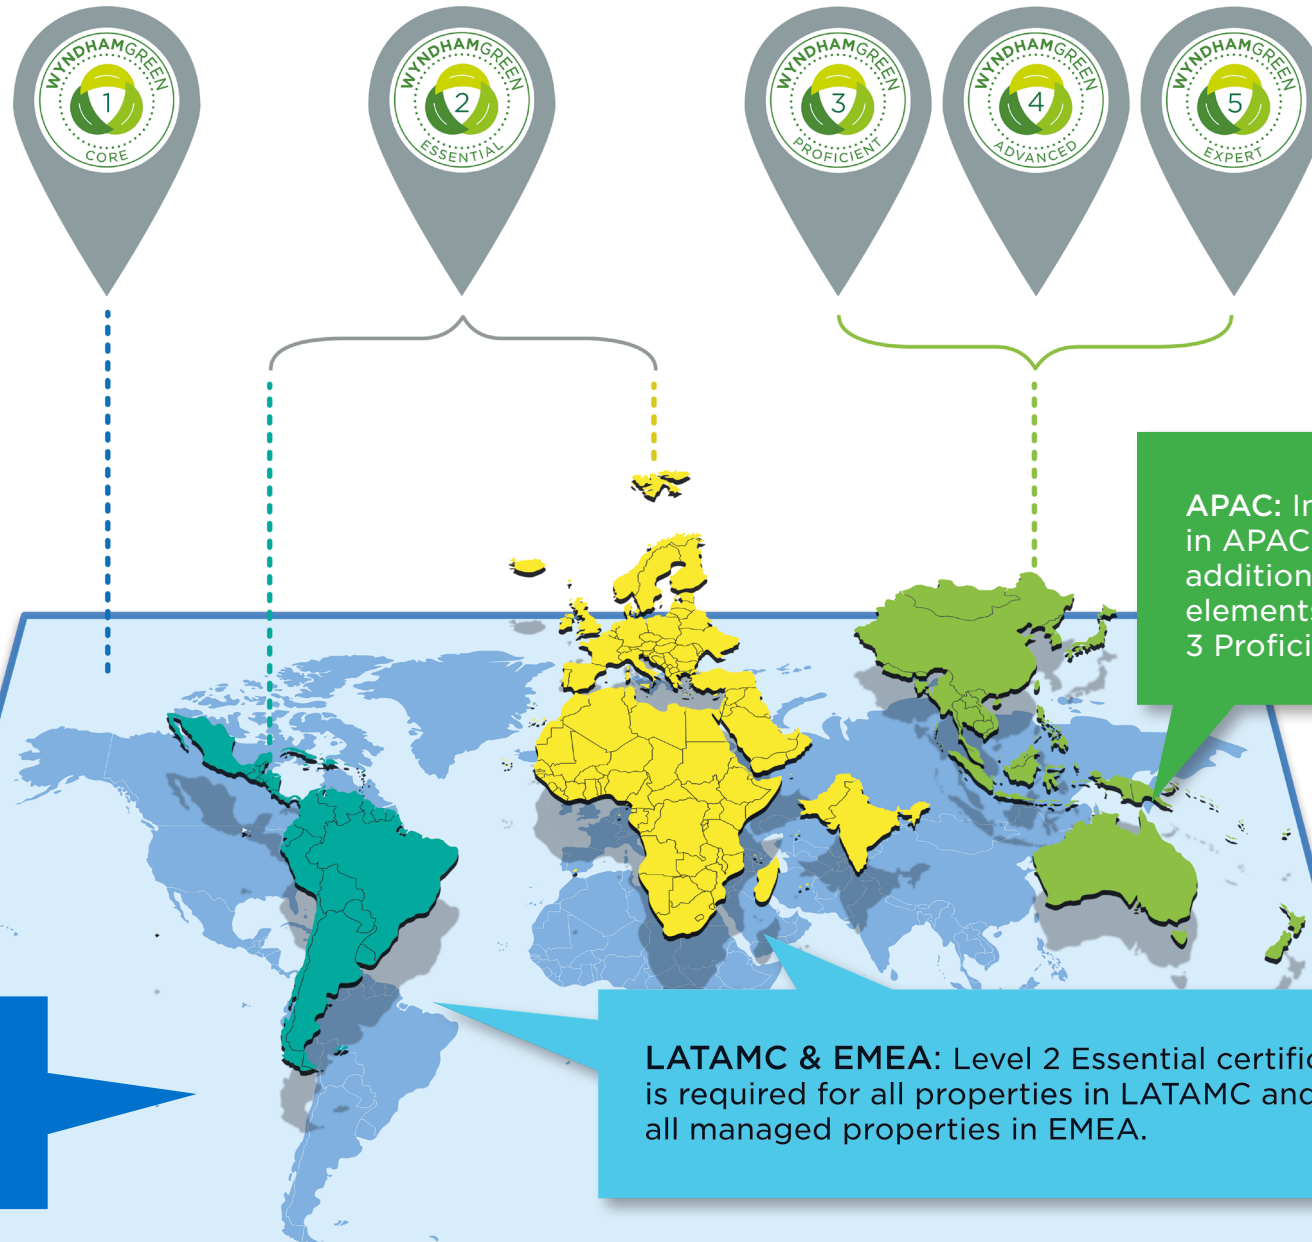 WYNDHAMGREEN
1
CORE
WYNDHAMGREEN
2
ESSENTIAL
WYNDHAMGREEN
3
PROFICIENT
WYNDHAMGREEN
4
ADVANCED
WYNDHAMGREEN
5
EXPERT
APAC:
in APAC
addition
elements
3 Profici
LATAMC & EMEA: Level 2 Essential certific
is required for all properties in LATAMC and
all managed properties in EMEA.